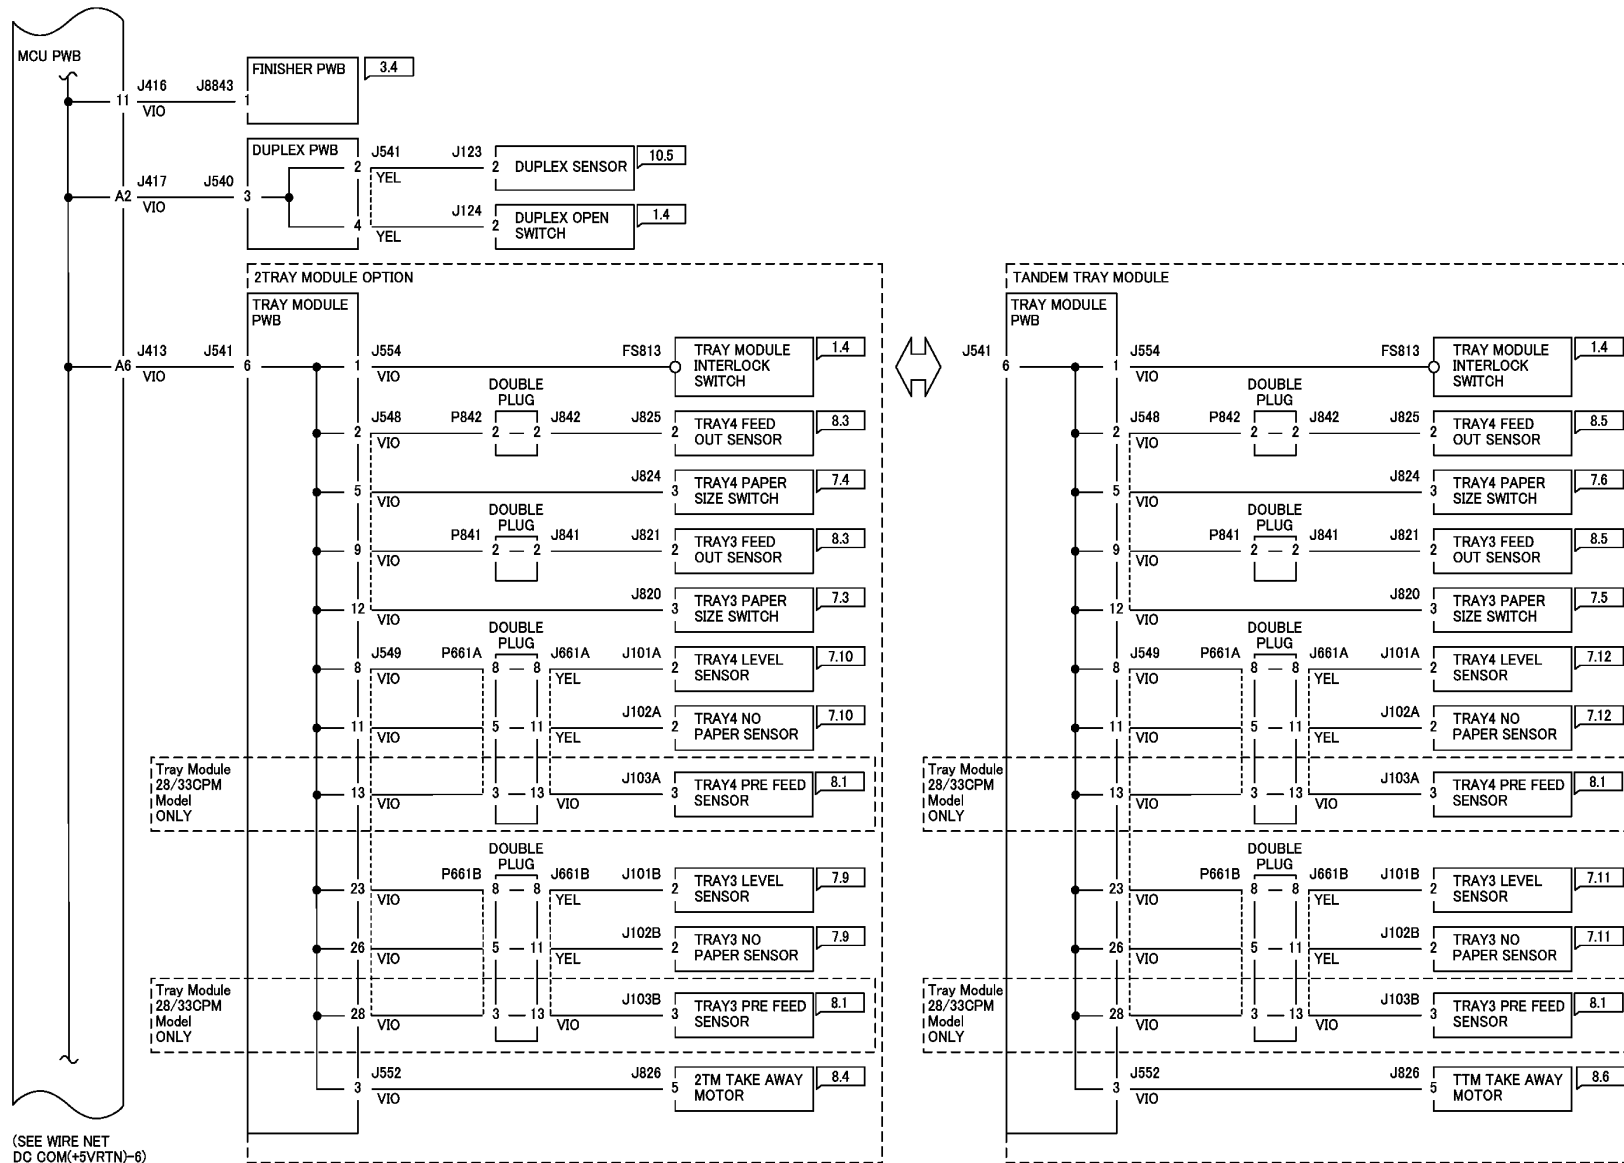 MCU PWB
J416 J8843
11 VIO 1
FINISHER PWB 3.4
J417 J540
A2 VIO 3
DUPLEX PWB
2 J541 YEL J123 2 DUPLEX SENSOR 10.5
4 YEL J124 2 DUPLEX OPEN
SWITCH 1.4
2TRAY MODULE OPTION
TRAY MODULE
PWB
J413 J541
A6 VIO 6
1 J554 VIO FS813 TRAY MODULE
INTERLOCK
SWITCH 1.4
DOUBLE
PLUG
2 J548 VIO P842 2 2 J842 J825 2 TRAY4 FEED
OUT SENSOR 8.3
5 VIO J824 3 TRAY4 PAPER
SIZE SWITCH 7.4
DOUBLE
PLUG
9 VIO P841 2 2 J841 J821 2 TRAY3 FEED
OUT SENSOR 8.3
12 VIO J820 3 TRAY3 PAPER
SIZE SWITCH 7.3
DOUBLE
PLUG
8 J549 VIO P661A 8 8 J661A YEL J101A 2 TRAY4 LEVEL
SENSOR 7.10
11 VIO 5 11 YEL J102A 2 TRAY4 NO
PAPER SENSOR 7.10
Tray Module
28/33CPM
Model
ONLY
13 VIO 3 13 VIO J103A 3 TRAY4 PRE FEED
SENSOR 8.1
DOUBLE
PLUG
23 VIO P661B 8 8 J661B YEL J101B 2 TRAY3 LEVEL
SENSOR 7.9
26 VIO 5 11 YEL J102B 2 TRAY3 NO
PAPER SENSOR 7.9
Tray Module
28/33CPM
Model
ONLY
28 VIO 3 13 VIO J103B 3 TRAY3 PRE FEED
SENSOR 8.1
3 J552 VIO J826 5 2TM TAKE AWAY
MOTOR 8.4
TANDEM TRAY MODULE
TRAY MODULE
PWB
J541
6
1 J554 VIO FS813 TRAY MODULE
INTERLOCK
SWITCH 1.4
DOUBLE
PLUG
2 J548 VIO P842 2 2 J842 J825 2 TRAY4 FEED
OUT SENSOR 8.5
5 VIO J824 3 TRAY4 PAPER
SIZE SWITCH 7.6
DOUBLE
PLUG
9 VIO P841 2 2 J841 J821 2 TRAY3 FEED
OUT SENSOR 8.5
12 VIO J820 3 TRAY3 PAPER
SIZE SWITCH 7.5
DOUBLE
PLUG
8 J549 VIO P661A 8 8 J661A YEL J101A 2 TRAY4 LEVEL
SENSOR 7.12
11 VIO 5 11 YEL J102A 2 TRAY4 NO
PAPER SENSOR 7.12
Tray Module
28/33CPM
Model
ONLY
13 VIO 3 13 VIO J103A 3 TRAY4 PRE FEED
SENSOR 8.1
DOUBLE
PLUG
23 VIO P661B 8 8 J661B YEL J101B 2 TRAY3 LEVEL
SENSOR 7.11
26 VIO 5 11 YEL J102B 2 TRAY3 NO
PAPER SENSOR 7.11
Tray Module
28/33CPM
Model
ONLY
28 VIO 3 13 VIO J103B 3 TRAY3 PRE FEED
SENSOR 8.1
3 J552 VIO J826 5 TTM TAKE AWAY
MOTOR 8.6
(SEE WIRE NET
DC COM(+5VRTN)-6)